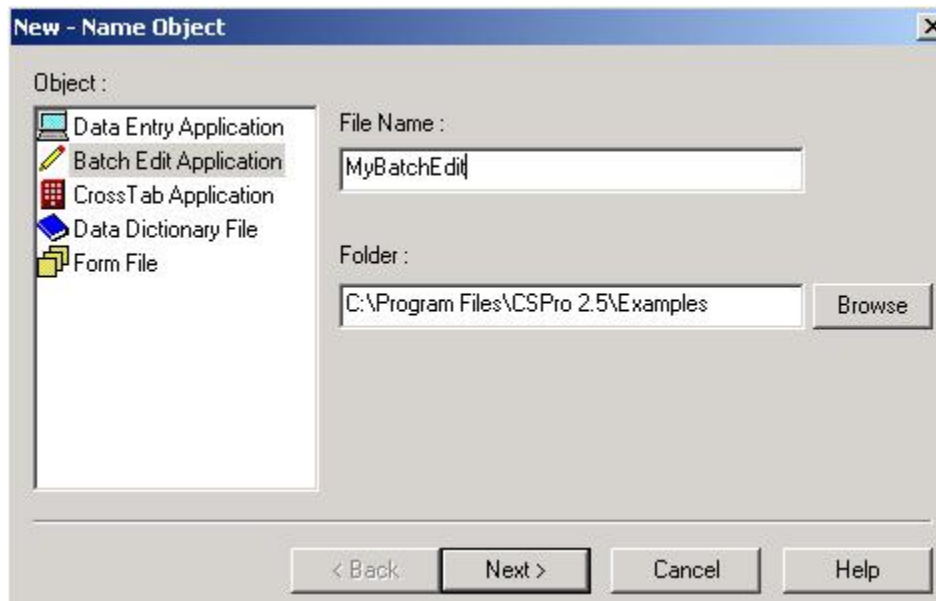 New - Name Object
Object :
Data Entry Application
Batch Edit Application
CrossTab Application
Data Dictionary File
Form File
File Name :
MyBatchEdit
Folder :
C:\Program Files\CSPro 2.5\Examples
Browse
< Back
Next >
Cancel
Help